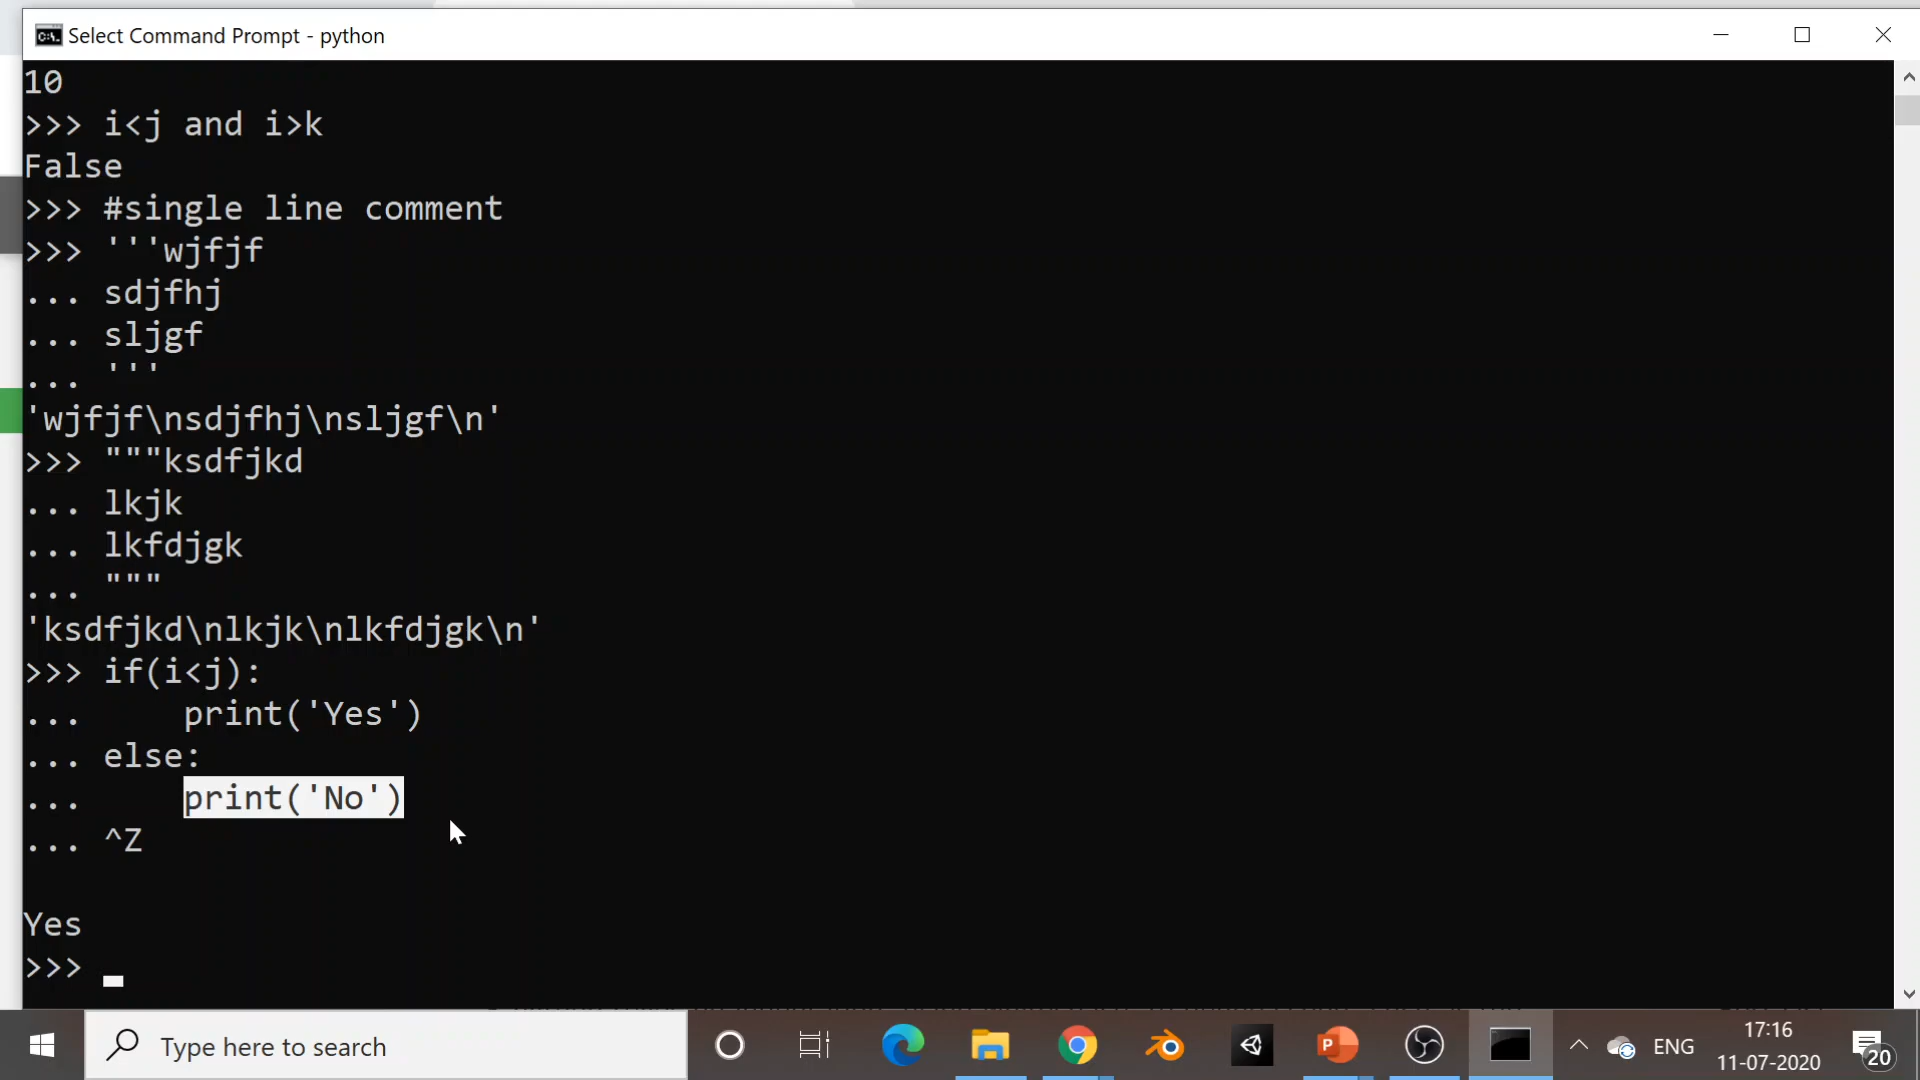 Select Command Prompt - python
10
>>> i<j and i>k
False
>>> #single line comment
>>> '''wjfjf
... sdjfhj
... sljgf
... '''
'wjfjf\nsdjfhj\nsljgf\n'
>>> """ksdfjkd
... lkjk
... lkfdjgk
... """
'ksdfjkd\nlkjk\nlkfdjgk\n'
>>> if(i<j):
...     print('Yes')
... else:
...     print('No')
... ^Z
Yes
>>>
Type here to search
ENG
17:16
11-07-2020
20